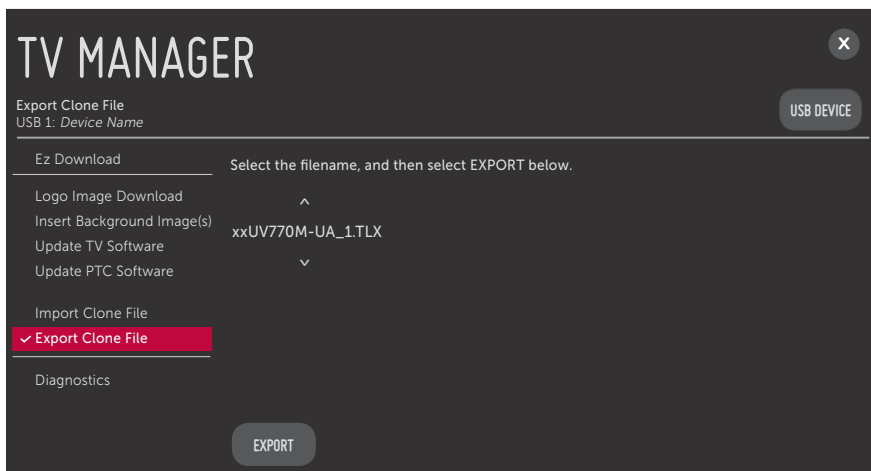 TV MANAGER
X
Export Clone File
USB 1: Device Name
USB DEVICE
Ez Download
Logo Image Download
Insert Background Image(s)
Update TV Software
Update PTC Software
Import Clone File
Export Clone File
Diagnostics
Select the filename, and then select EXPORT below.
xxUV770M-UA_1.TLX
EXPORT